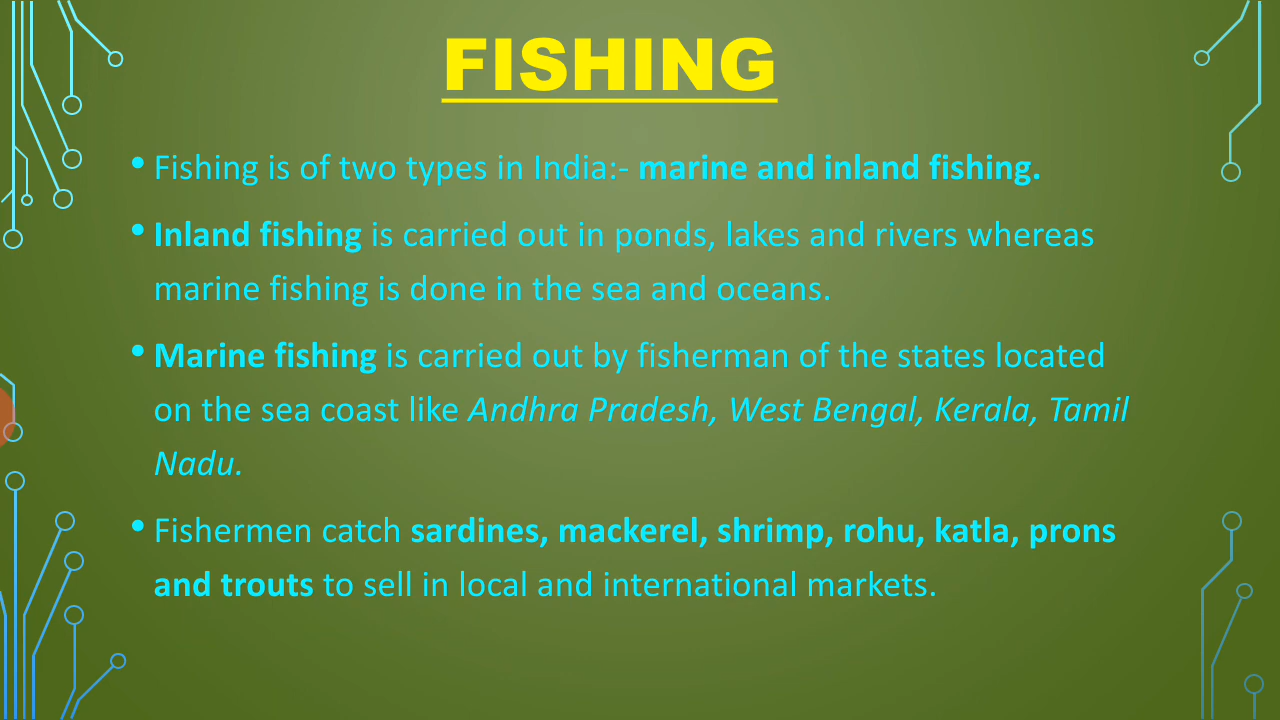 FISHING
• Fishing is of two types in India:- marine and inland fishing.
• Inland fishing is carried out in ponds, lakes and rivers whereas
marine fishing is done in the sea and oceans.
• Marine fishing is carried out by fisherman of the states located
on the sea coast like Andhra Pradesh, West Bengal, Kerala, Tamil
Nadu.
• Fishermen catch sardines, mackerel, shrimp, rohu, katla, prons
and trouts to sell in local and international markets.